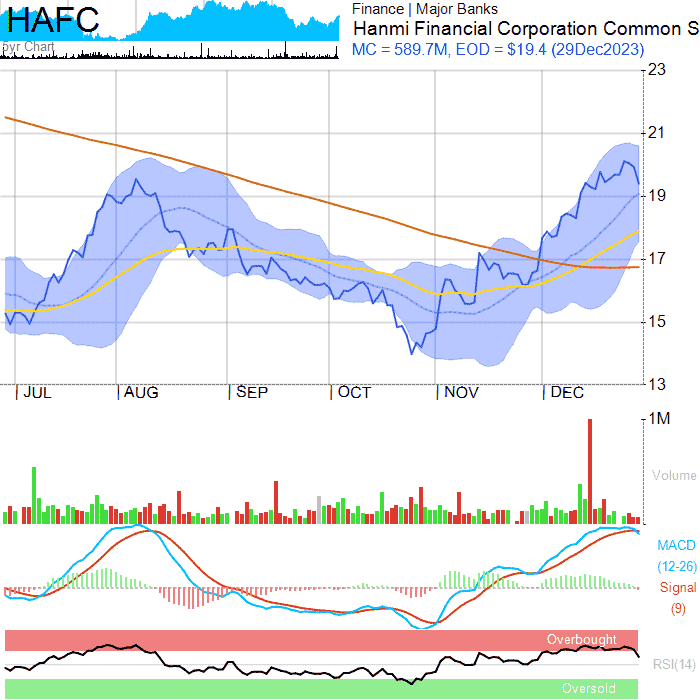 HAFC
5yr Chart
Finance | Major Banks
Hanmi Financial Corporation Common S
MC = 589.7M, EOD = $19.4 (29Dec2023)
23
21
19
17
15
13
|JUL |AUG |SEP |OCT |NOV |DEC
1M
Volume
MACD
(12-26)
Signal
(9)
Overbought
RSI(14)
Oversold